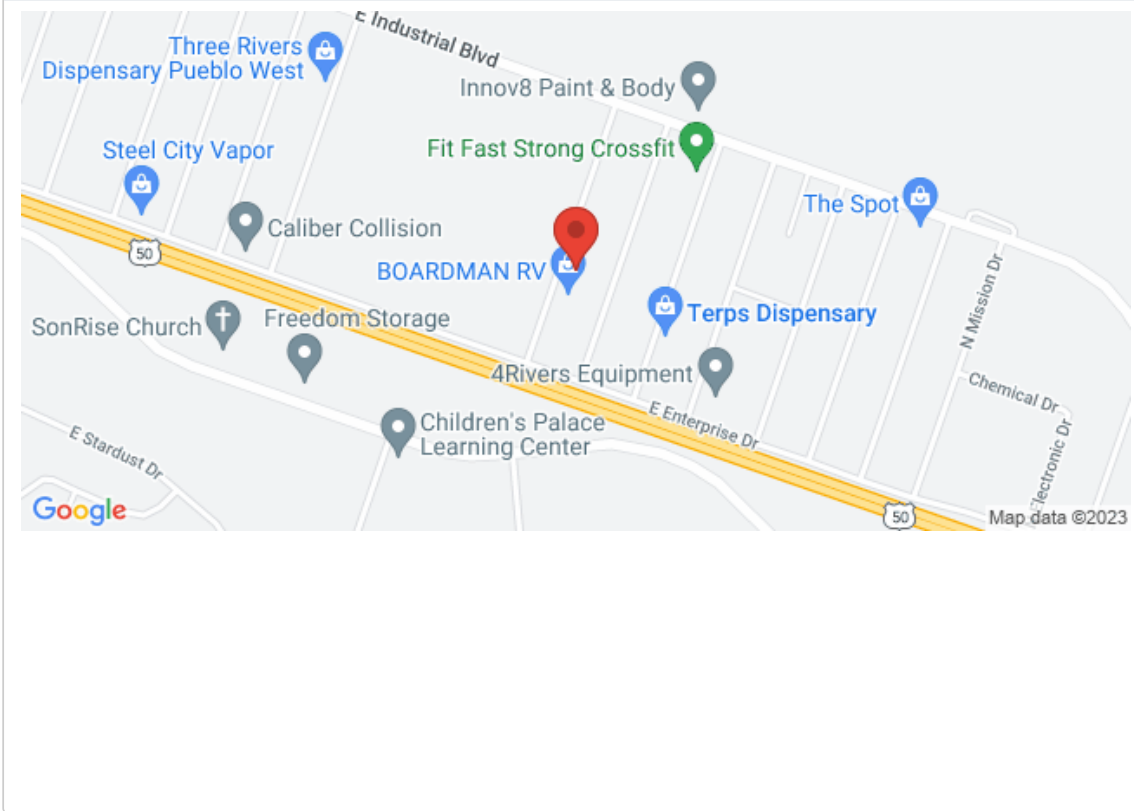 E Industrial Blvd
Three Rivers
Dispensary Pueblo West
Innov8 Paint & Body
Steel City Vapor
Fit Fast Strong Crossfit
The Spot
Caliber Collision
50
BOARDMAN RV
N Mission Dr
SonRise Church
Freedom Storage
Terps Dispensary
4Rivers Equipment
Chemical Dr
E Enterprise Dr
Children's Palace
Learning Center
E Stardust Dr
Electronic Dr
Google
50
Map data ©2023